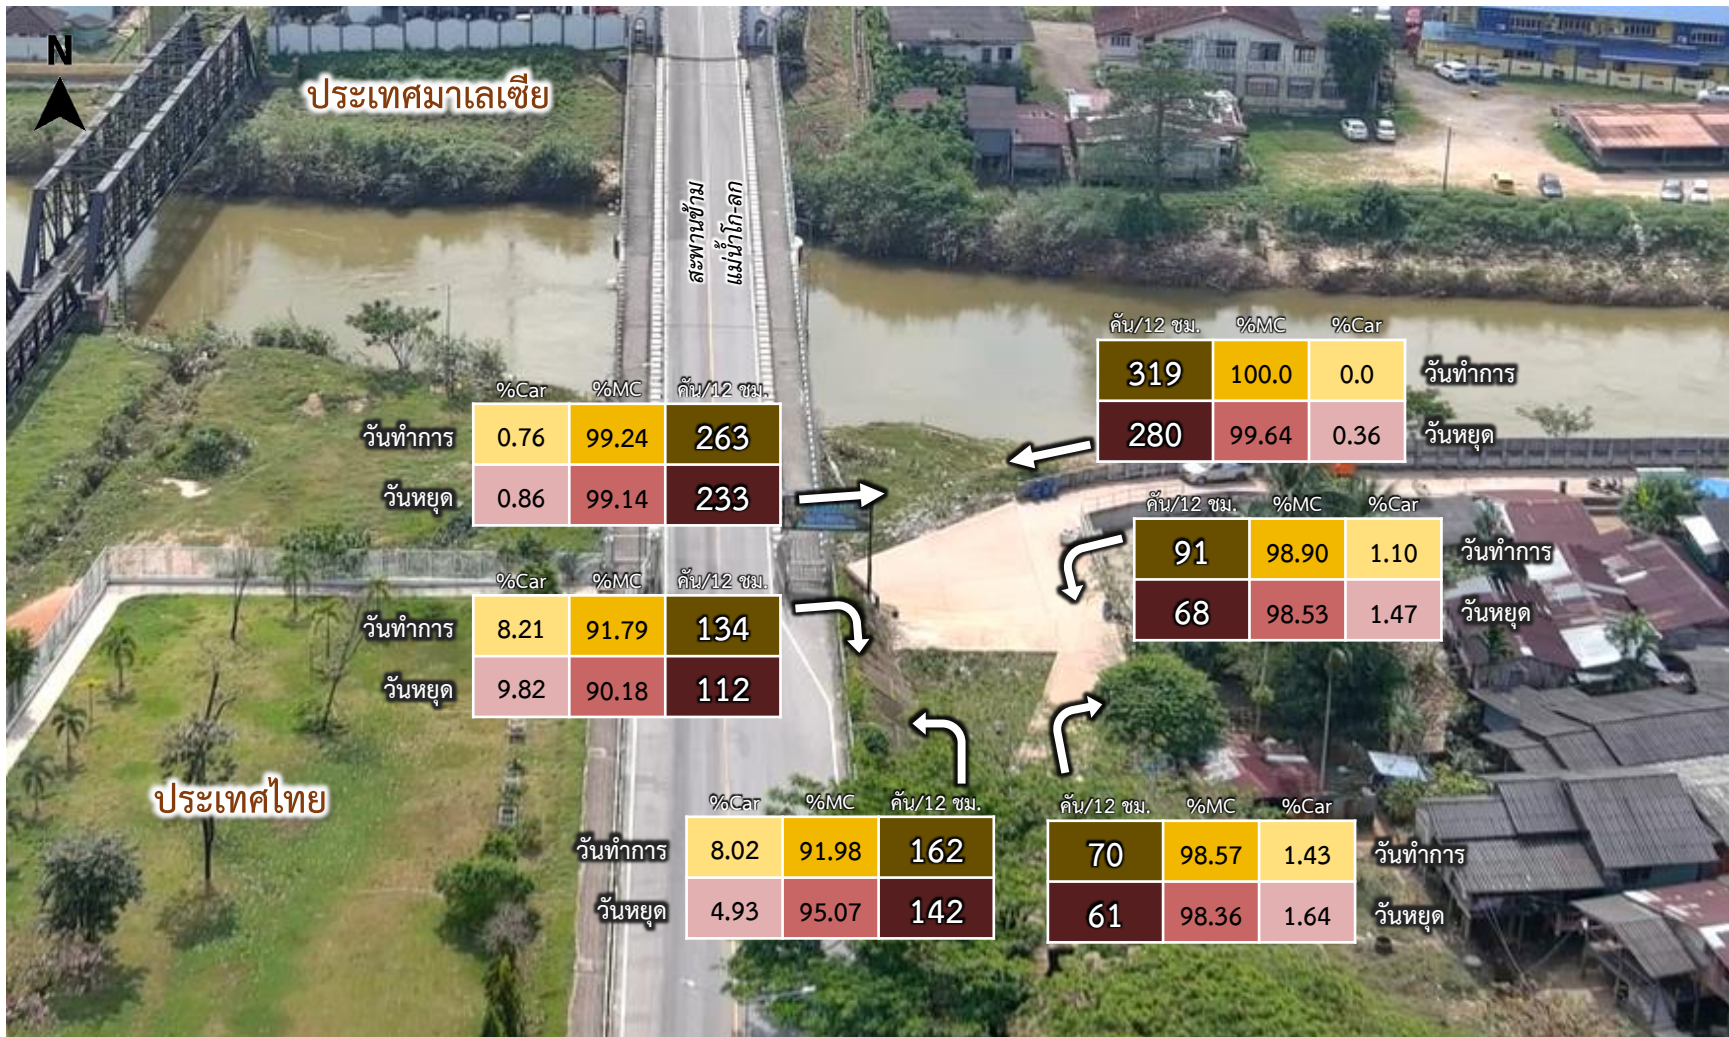 N
ประเทศมาเลเซีย
สะพานข้าม
แม่น้ำโก-ลก
คัน/12 ชม. %MC %Car
319 100.0 0.0 วันทำการ
280 99.64 0.36 วันหยุด
%Car %MC คัน/12 ชม.
วันทำการ 0.76 99.24 263
วันหยุด 0.86 99.14 233
คัน/12 ชม. %MC %Car
91 98.90 1.10 วันทำการ
68 98.53 1.47 วันหยุด
%Car %MC คัน/12 ชม.
วันทำการ 8.21 91.79 134
วันหยุด 9.82 90.18 112
ประเทศไทย
%Car %MC คัน/12 ชม.
วันทำการ 8.02 91.98 162
วันหยุด 4.93 95.07 142
คัน/12 ชม. %MC %Car
70 98.57 1.43 วันทำการ
61 98.36 1.64 วันหยุด